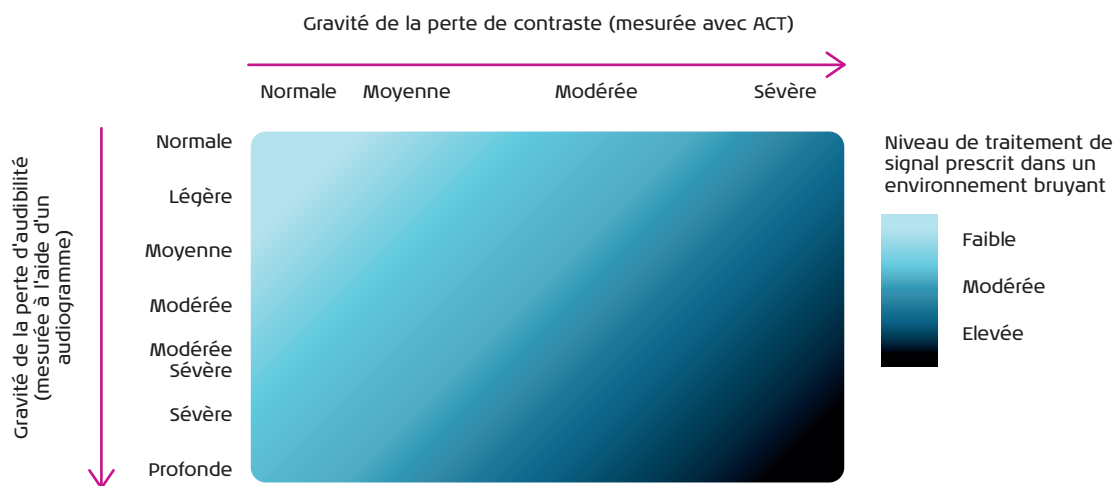 Gravité de la perte de contraste (mesurée avec ACT)
Normale Moyenne Modérée Sévère
Gravité de la perte d'audibilité
(mesurée à l'aide d'un
audiogramme)
Normale
Légère
Moyenne
Modérée
Modérée
Sévère
Sévère
Profonde
Niveau de traitement de
signal prescrit dans un
environnement bruyant
Faible
Modérée
Elevée